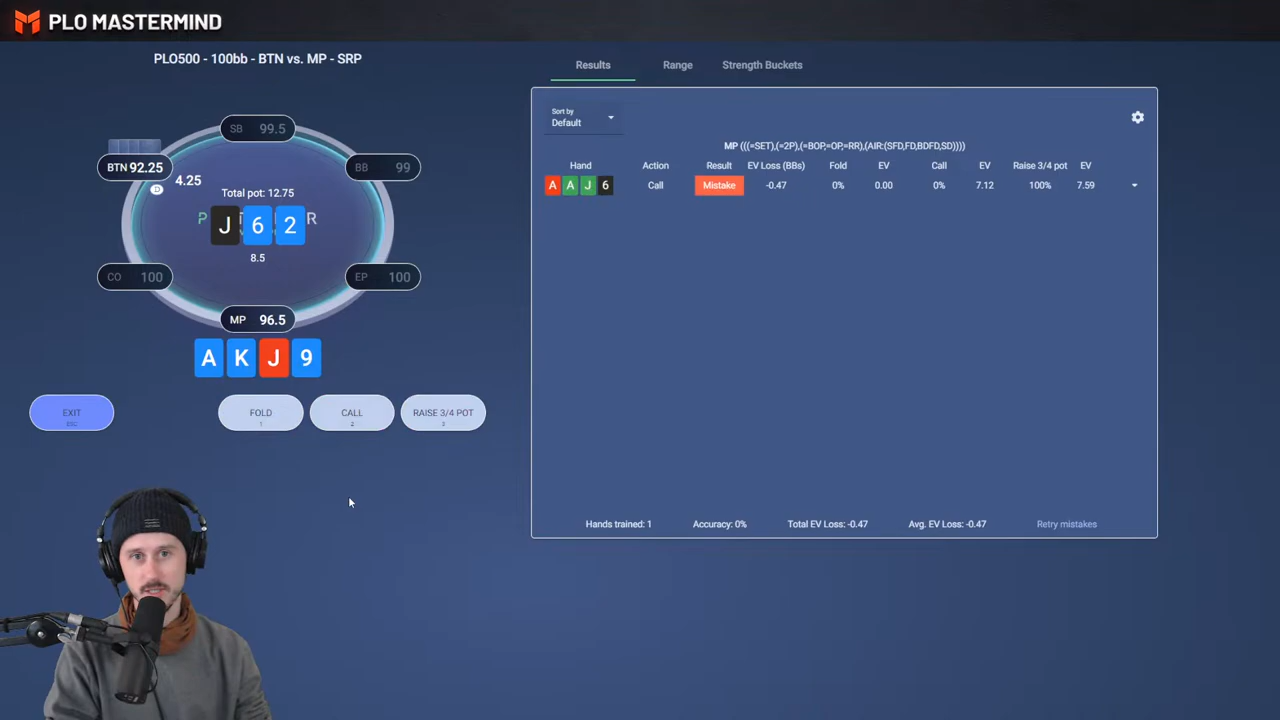 PLO MASTERMIND
PLO500 - 100bb - BTN vs. MP - SRP
Results
Range
Strength Buckets
Sort by
Default
MP (((=SET),(=2P),(=BOP,=OP,=RR),(AIR:(SFD,FD,BDFD,SD))))
Hand Action Result EV Loss (BBs) Fold EV Call EV Raise 3/4 pot EV
A A J 6 Call Mistake -0.47 0% 0.00 0% 7.12 100% 7.59
SB 99.5
BTN 92.25
BB 99
D
4.25
Total pot: 12.75
J 6 2
8.5
CO 100
EP 100
MP 96.5
A K J 9
EXIT
ESC
FOLD
1
CALL
2
RAISE 3/4 POT
3
Hands trained: 1 Accuracy: 0% Total EV Loss: -0.47 Avg. EV Loss: -0.47 Retry mistakes